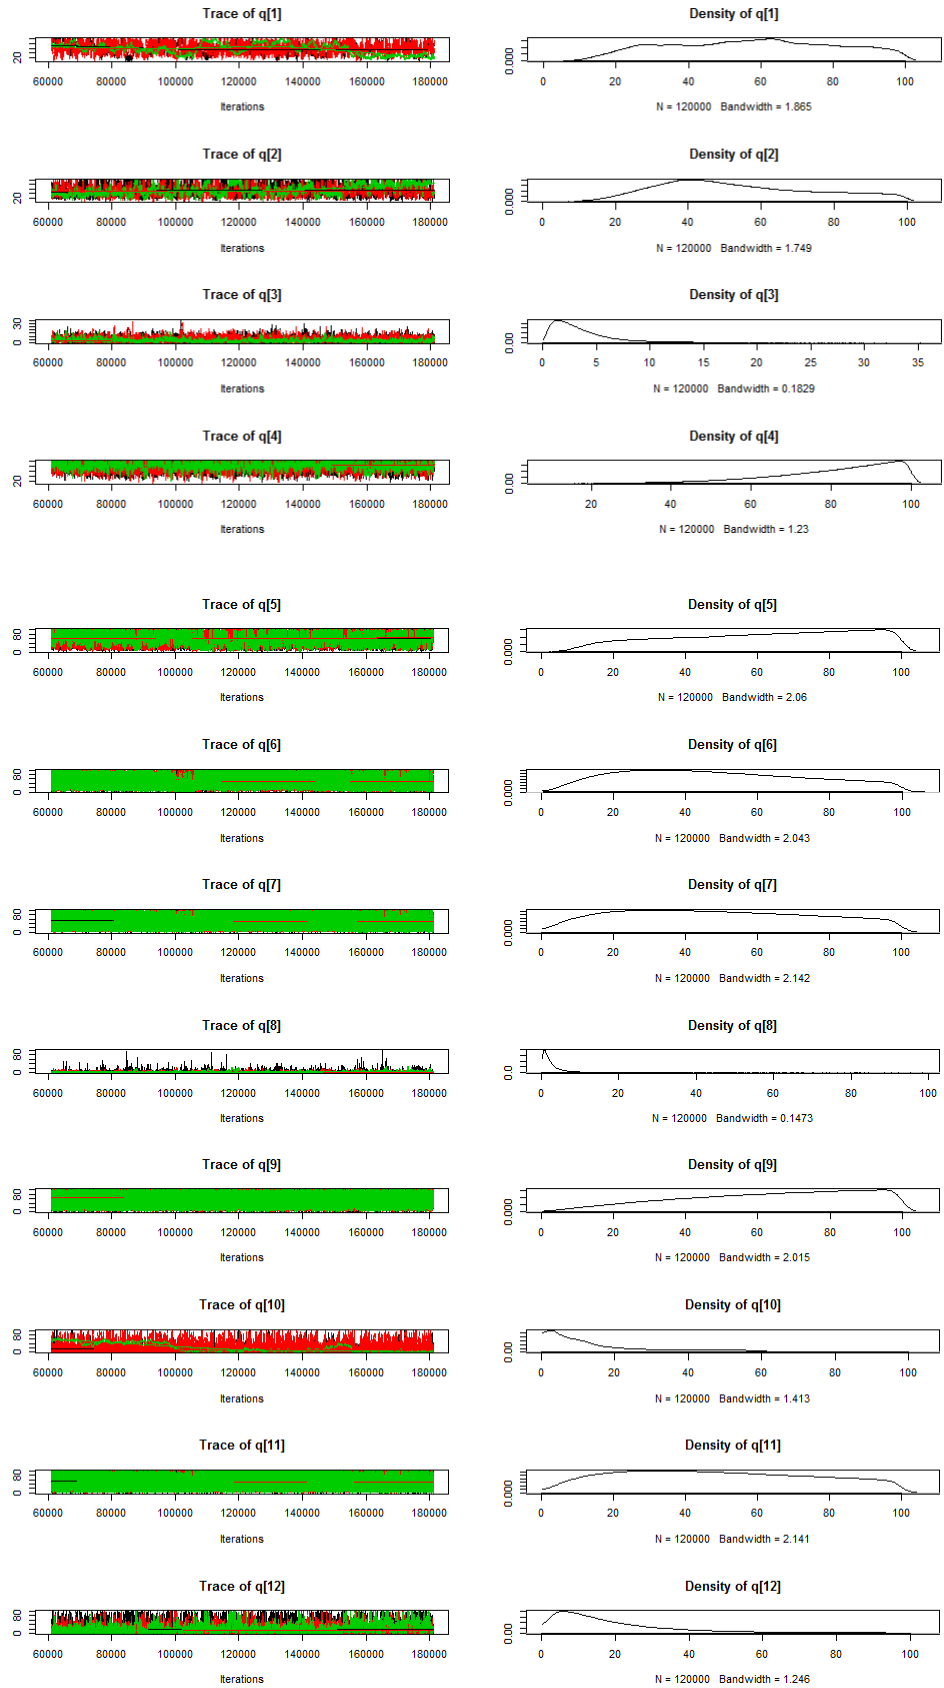 Trace of q[1]
20
60000 80000 100000 120000 140000 160000 180000
Iterations
Density of q[1]
0.000
0 20 40 60 80 100
N = 120000 Bandwidth = 1.865
Trace of q[2]
20
60000 80000 100000 120000 140000 160000 180000
Iterations
Density of q[2]
0.000
0 20 40 60 80 100
N = 120000 Bandwidth = 1.749
Trace of q[3]
0 30
60000 80000 100000 120000 140000 160000 180000
Iterations
Density of q[3]
0.00
0 5 10 15 20 25 30 35
N = 120000 Bandwidth = 0.1829
Trace of q[4]
20
60000 80000 100000 120000 140000 160000 180000
Iterations
Density of q[4]
0.00
20 40 60 80 100
N = 120000 Bandwidth = 1.23
Trace of q[5]
0 80
60000 80000 100000 120000 140000 160000 180000
Iterations
Density of q[5]
0.000
0 20 40 60 80 100
N = 120000 Bandwidth = 2.06
Trace of q[6]
0 80
60000 80000 100000 120000 140000 160000 180000
Iterations
Density of q[6]
0.000
0 20 40 60 80 100
N = 120000 Bandwidth = 2.043
Trace of q[7]
0 80
60000 80000 100000 120000 140000 160000 180000
Iterations
Density of q[7]
0.000
0 20 40 60 80 100
N = 120000 Bandwidth = 2.142
Trace of q[8]
0 80
60000 80000 100000 120000 140000 160000 180000
Iterations
Density of q[8]
0.0
0 20 40 60 80 100
N = 120000 Bandwidth = 0.1473
Trace of q[9]
0 80
60000 80000 100000 120000 140000 160000 180000
Iterations
Density of q[9]
0.000
0 20 40 60 80 100
N = 120000 Bandwidth = 2.015
Trace of q[10]
0 80
60000 80000 100000 120000 140000 160000 180000
Iterations
Density of q[10]
0.00
0 20 40 60 80 100
N = 120000 Bandwidth = 1.413
Trace of q[11]
0 80
60000 80000 100000 120000 140000 160000 180000
Iterations
Density of q[11]
0.000
0 20 40 60 80 100
N = 120000 Bandwidth = 2.141
Trace of q[12]
0 80
60000 80000 100000 120000 140000 160000 180000
Iterations
Density of q[12]
0.00
0 20 40 60 80 100
N = 120000 Bandwidth = 1.246